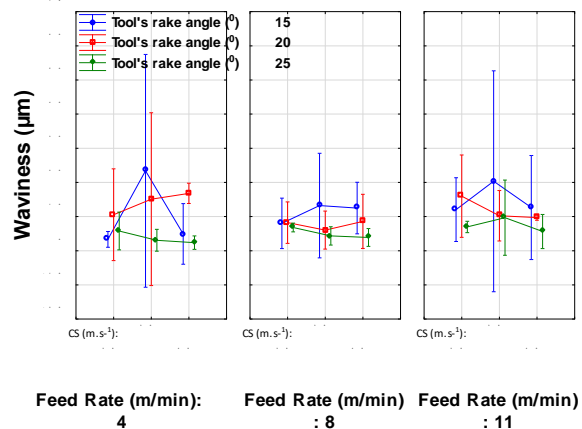 Tool's rake angle (⁰) 15
Tool's rake angle (⁰) 20
Tool's rake angle (⁰) 25
Waviness (µm)
CS (m.s-¹): CS (m.s-¹): CS (m.s-¹):
Feed Rate (m/min): Feed Rate (m/min) Feed Rate (m/min)
4 : 8 : 11